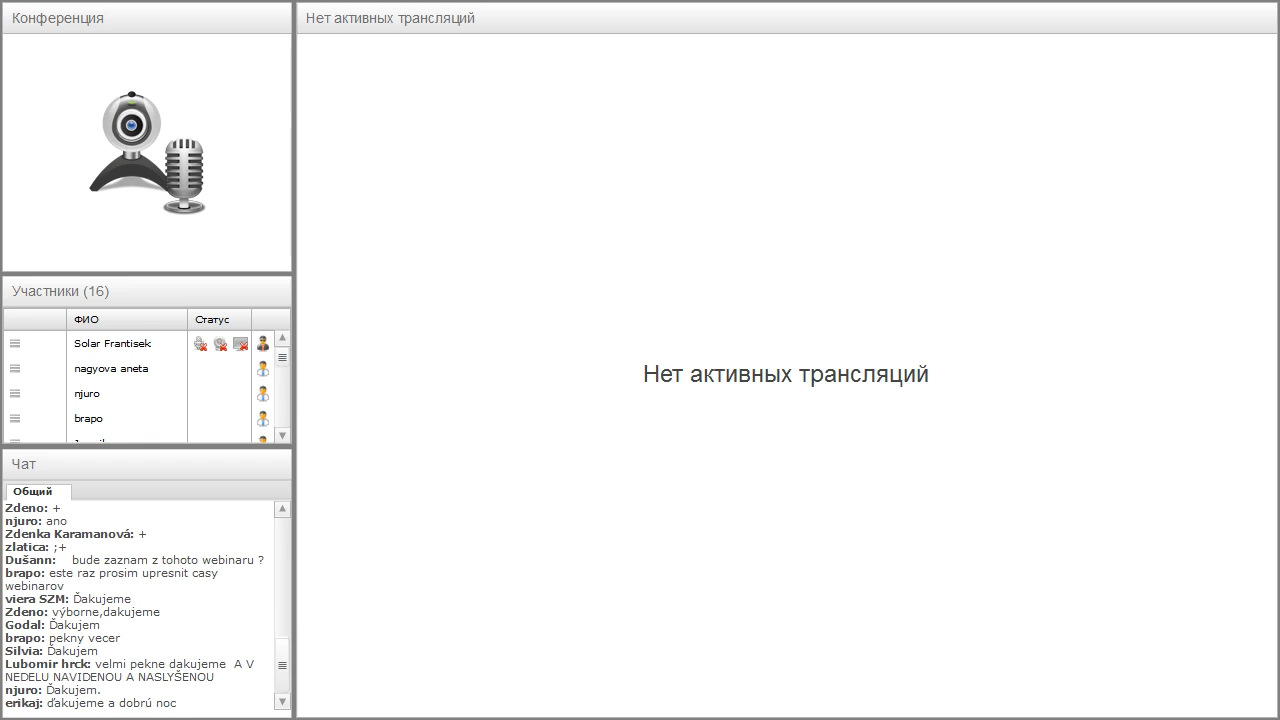 Конференция
Нет активных трансляций
Участники (16)
ФИО Статус
Solar Frantisek
nagyova aneta
njuro
brapo
Нет активных трансляций
Чат
Общий
Zdeno: +
njuro: ano
Zdenka Karamanová: +
zlatica: ;+
Dušann: bude zaznam z tohoto webinaru ?
brapo: este raz prosim upresnit casy
webinarov
viera SZM: Ďakujeme
Zdeno: výborne,dakujeme
Godal: Ďakujem
brapo: pekny vecer
Silvia: Ďakujem
Lubomir hrck: velmi pekne dakujeme A V
NEDELU NAVIDENOU A NASLYŠENOU
njuro: Ďakujem.
erikaj: ďakujeme a dobrú noc